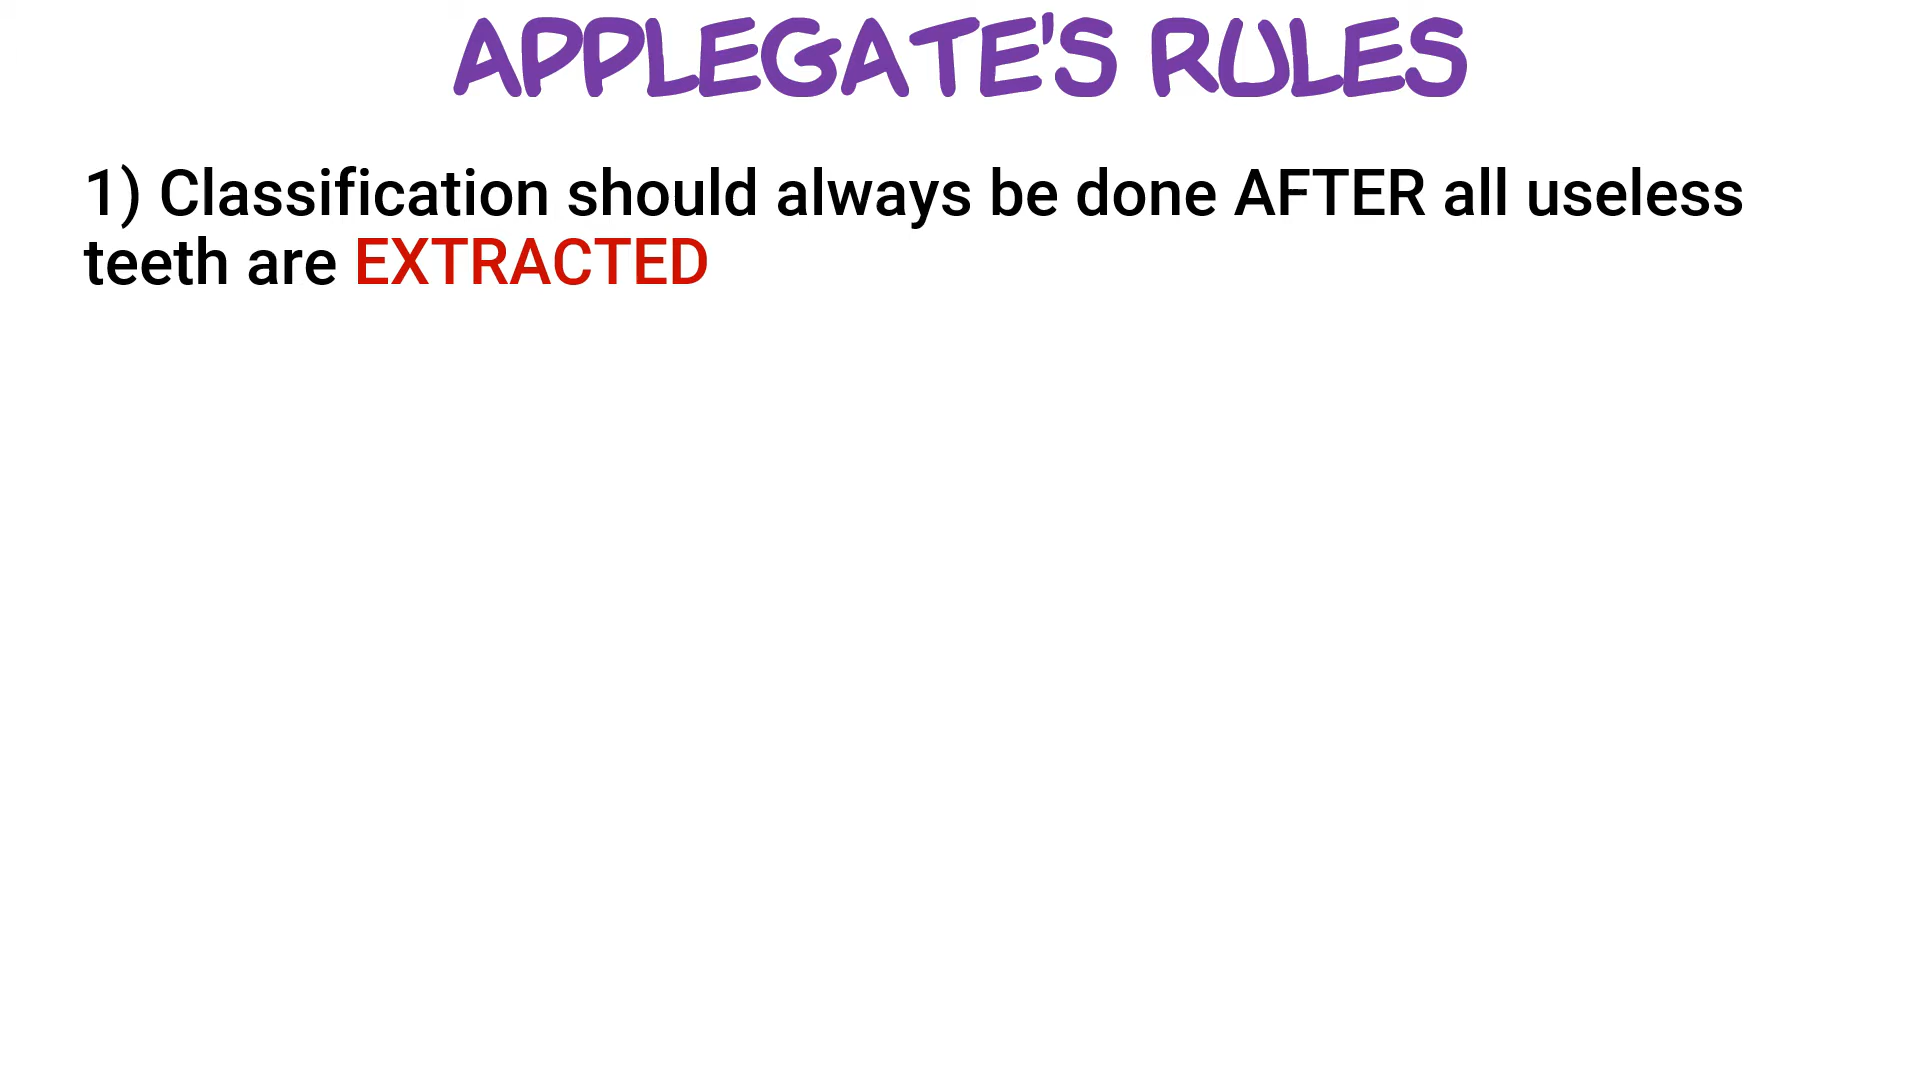 APPLEGATE'S RULES
1) Classification should always be done AFTER all useless
teeth are EXTRACTED